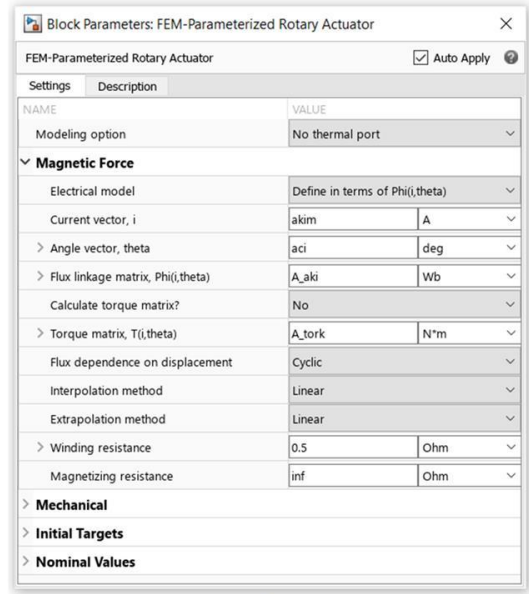 Block Parameters: FEM-Parameterized Rotary Actuator
FEM-Parameterized Rotary Actuator Auto Apply
Settings Description
NAME VALUE
Modeling option No thermal port
Magnetic Force
Electrical model Define in terms of Phi(i,theta)
Current vector, i akim A
Angle vector, theta aci deg
Flux linkage matrix, Phi(i,theta) A_aki Wb
Calculate torque matrix? No
Torque matrix, T(i,theta) A_tork N*m
Flux dependence on displacement Cyclic
Interpolation method Linear
Extrapolation method Linear
Winding resistance 0.5 Ohm
Magnetizing resistance inf Ohm
Mechanical
Initial Targets
Nominal Values